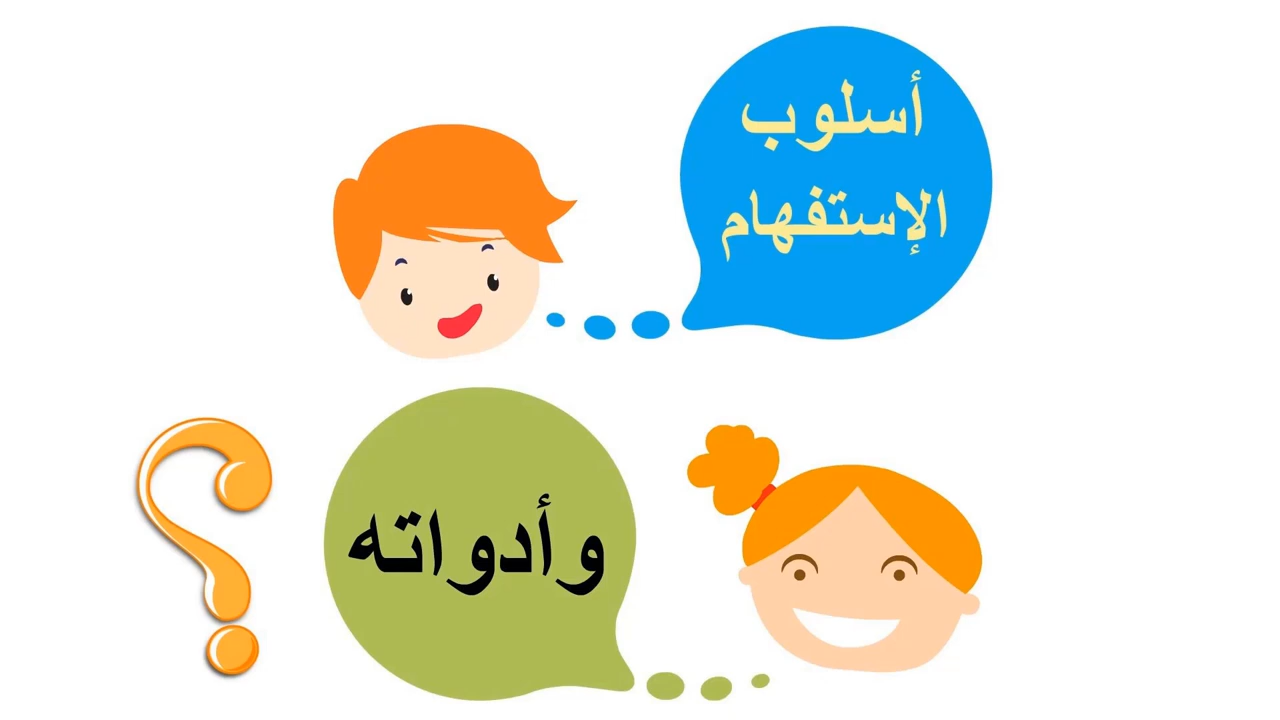 أسلوب
الإستفهام
وأدواته
؟